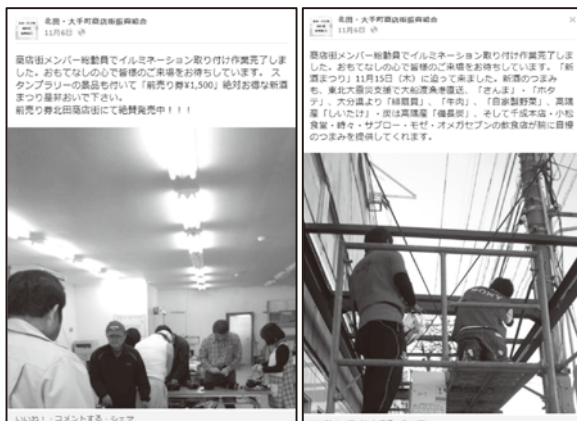 北田・大手町商店街振興組合
11月6日
商店街メンバー総動員でイルミネーション取り付け作業完了しま
した。おもてなしの心で皆様のご来場をお待ちしています。 ス
タンプラリーの景品も付いて「前売り券¥1,500」絶対お得な新酒
まつり是非おいで下さい。
前売り券北田商店街にて絶賛発売中!!!
いいね!・コメントする・シェア
北田・大手町商店街振興組合
11月6日
商店街メンバー総動員でイルミネーション取り付け作業完了しま
した。おもてなしの心で皆様のご来場をお待ちしています。「新
酒まつり」11月15日(木)に迫って来ました。新酒のつまみ
も、東北大震災支援で大船渡漁港直送、「さんま」・「ホタ
テ」、大分県より「緋扇貝」、「牛肉」、「自家製野菜」、高隈
産「しいたけ」・炭は高隈産「備長炭」、そして千成本店・小松
食堂・時々・サブロー・モゼ・オメガセブンの飲食店が腕に自慢
のつまみを提供してくれます。